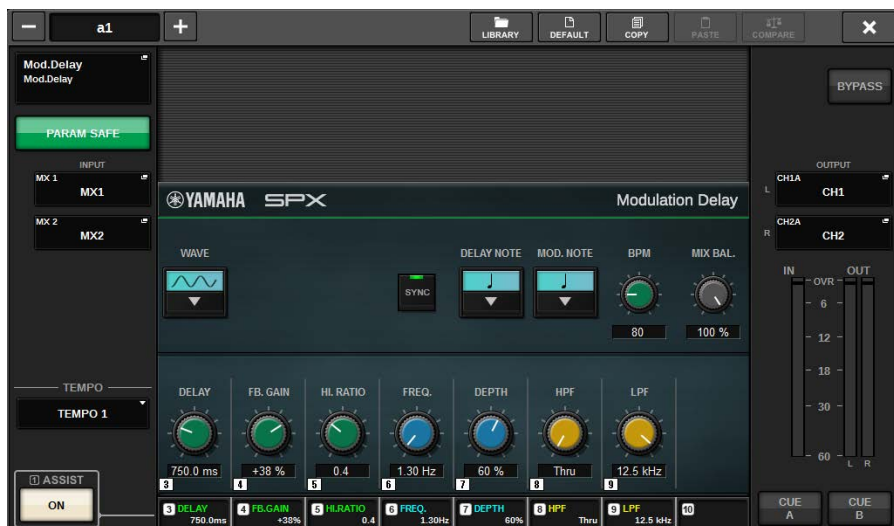 a1
LIBRARY DEFAULT COPY PASTE COMPARE
Mod.Delay
Mod.Delay
BYPASS
PARAM SAFE
INPUT
MX 1
MX1
MX 2
MX2
OUTPUT
CH1A
L CH1
CH2A
R CH2
YAMAHA SPX Modulation Delay
WAVE DELAY NOTE MOD. NOTE BPM MIX BAL.
SYNC
80 100 %
IN OUT
OVR
6
12
18
30
60
L R
TEMPO
TEMPO 1
DELAY FB. GAIN HI. RATIO FREQ. DEPTH HPF LPF
750.0 ms +38 % 0.4 1.30 Hz 60 % Thru 12.5 kHz
3 4 5 6 7 8 9
1 ASSIST
ON
3 DELAY 4 FB.GAIN 5 HI.RATIO 6 FREQ. 7 DEPTH 8 HPF 9 LPF 10
750.0ms +38% 0.4 1.30Hz 60% Thru 12.5 kHz
CUE A
CUE B